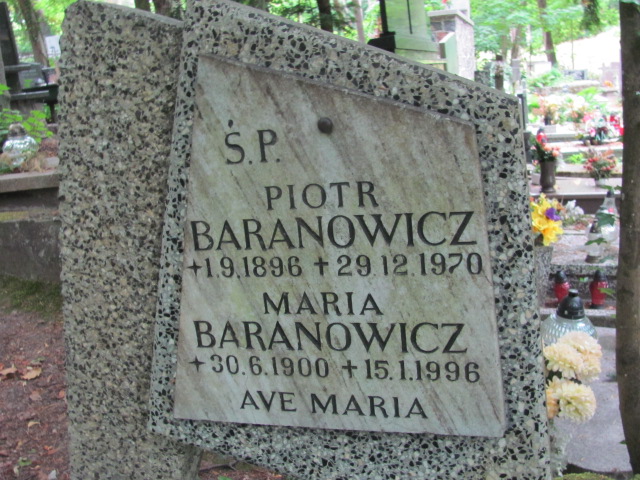 Ś.P.
PIOTR
BARANOWICZ
+1.9.1896 +29.12.1970
MARIA
BARANOWICZ
+30.6.1900 +15.1.1996
AVE MARIA